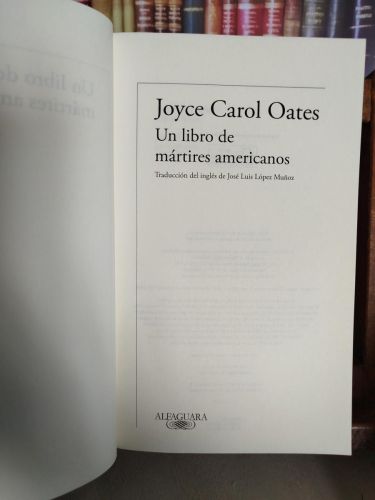 Joyce Carol Oates
Un libro de
mártires americanos
Traducción del inglés de José Luis López Muñoz
ALFAGUARA